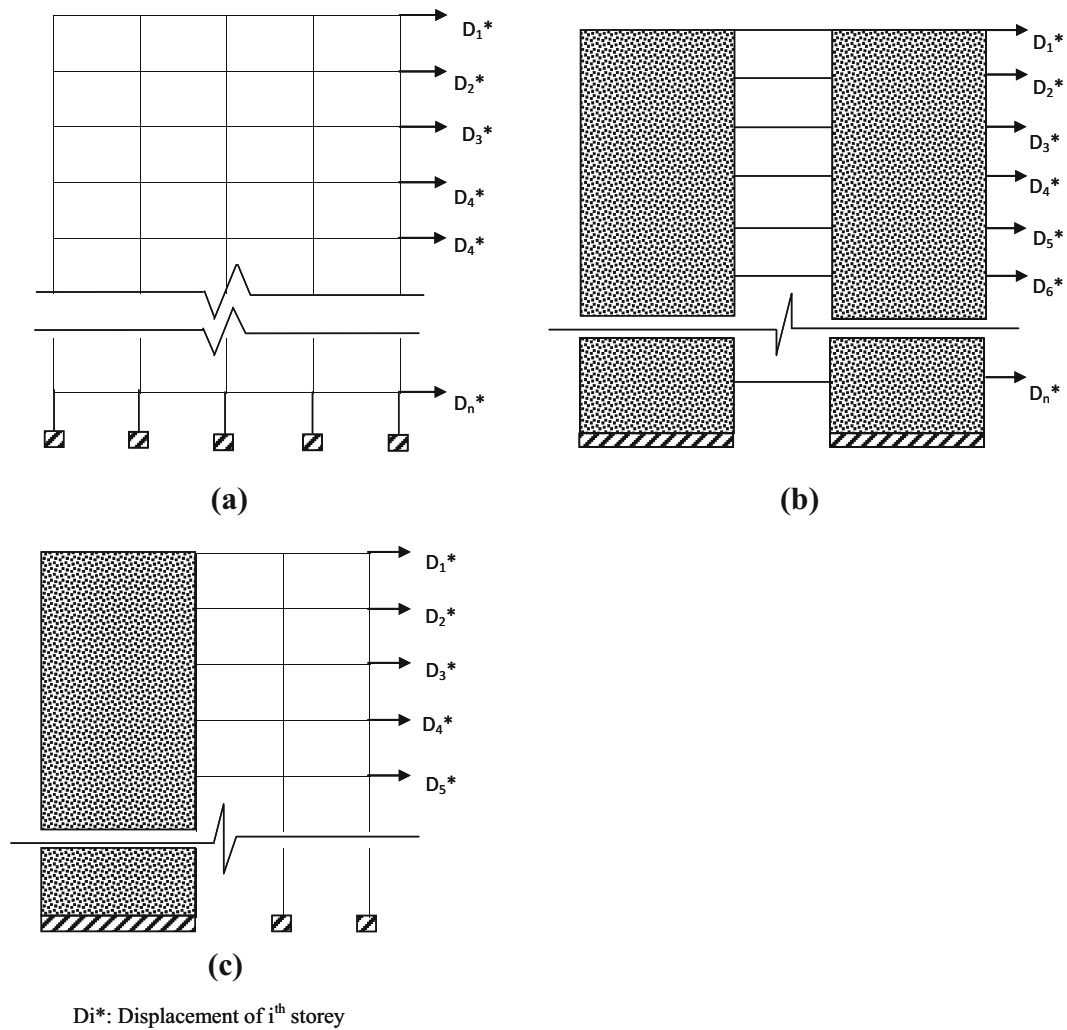 D1*
D2*
D3*
D4*
D4*
Dn*
(a)
D1*
D2*
D3*
D4*
D5*
D6*
Dn*
(b)
D1*
D2*
D3*
D4*
D5*
(c)
Di*: Displacement of ith storey